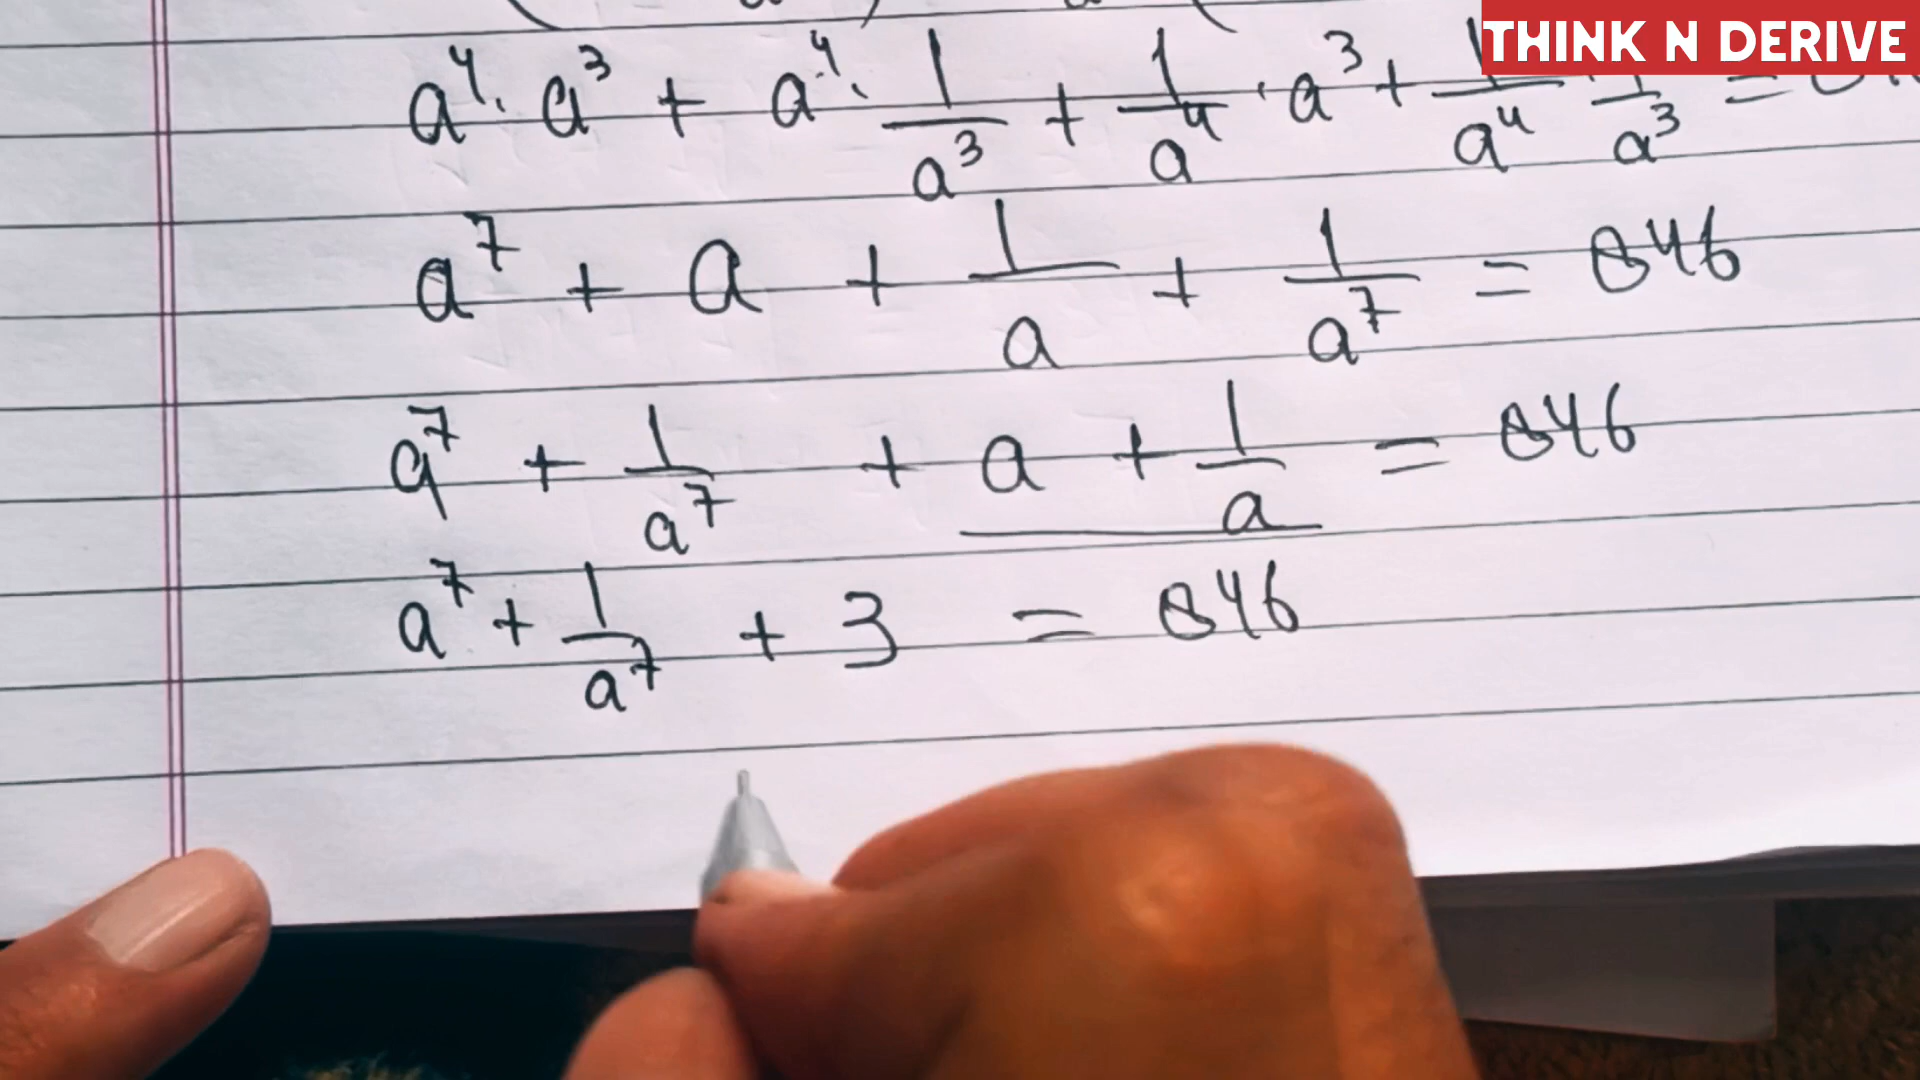 THINK N DERIVE
a⁴. a³ + a⁴. 1/a³ + 1/a⁴ . a³ + 1/a⁴ . 1/a³ =
a⁷ + a + 1/a + 1/a⁷ = 846
a⁷ + 1/a⁷ + a + 1/a = 846
a⁷ + 1/a⁷ + 3 = 846